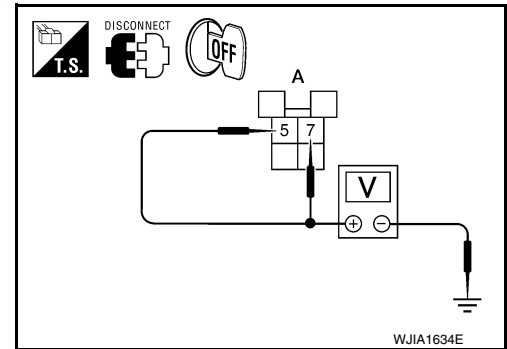 DISCONNECT
T.S.
OFF
A
5 7
V
+ -
WJIA1634E